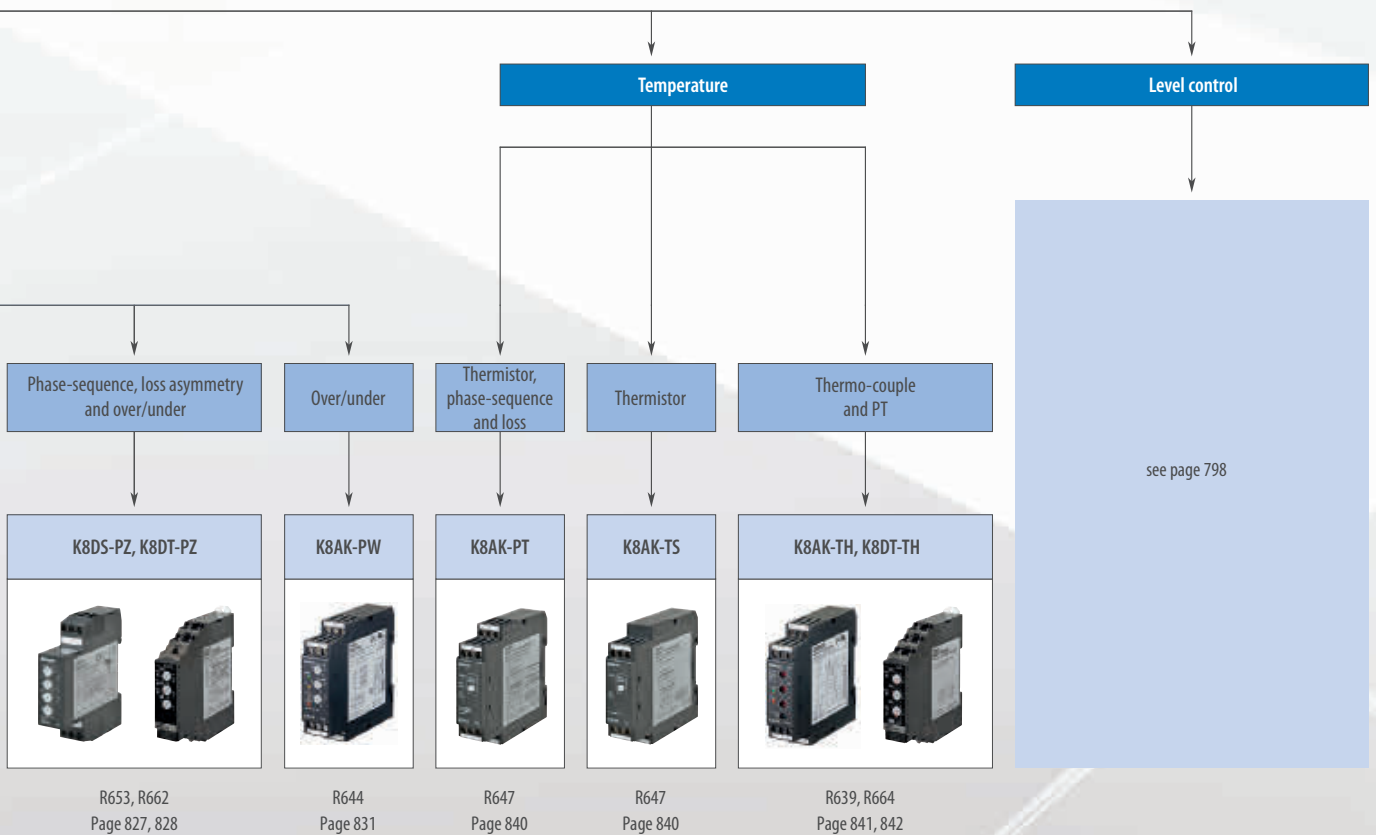 Temperature
Level control
Phase-sequence, loss asymmetry
and over/under
Over/under
Thermistor,
phase-sequence
and loss
Thermistor
Thermo-couple
and PT
see page 798
K8DS-PZ, K8DT-PZ
K8AK-PW
K8AK-PT
K8AK-TS
K8AK-TH, K8DT-TH
R653, R662
Page 827, 828
R644
Page 831
R647
Page 840
R647
Page 840
R639, R664
Page 841, 842